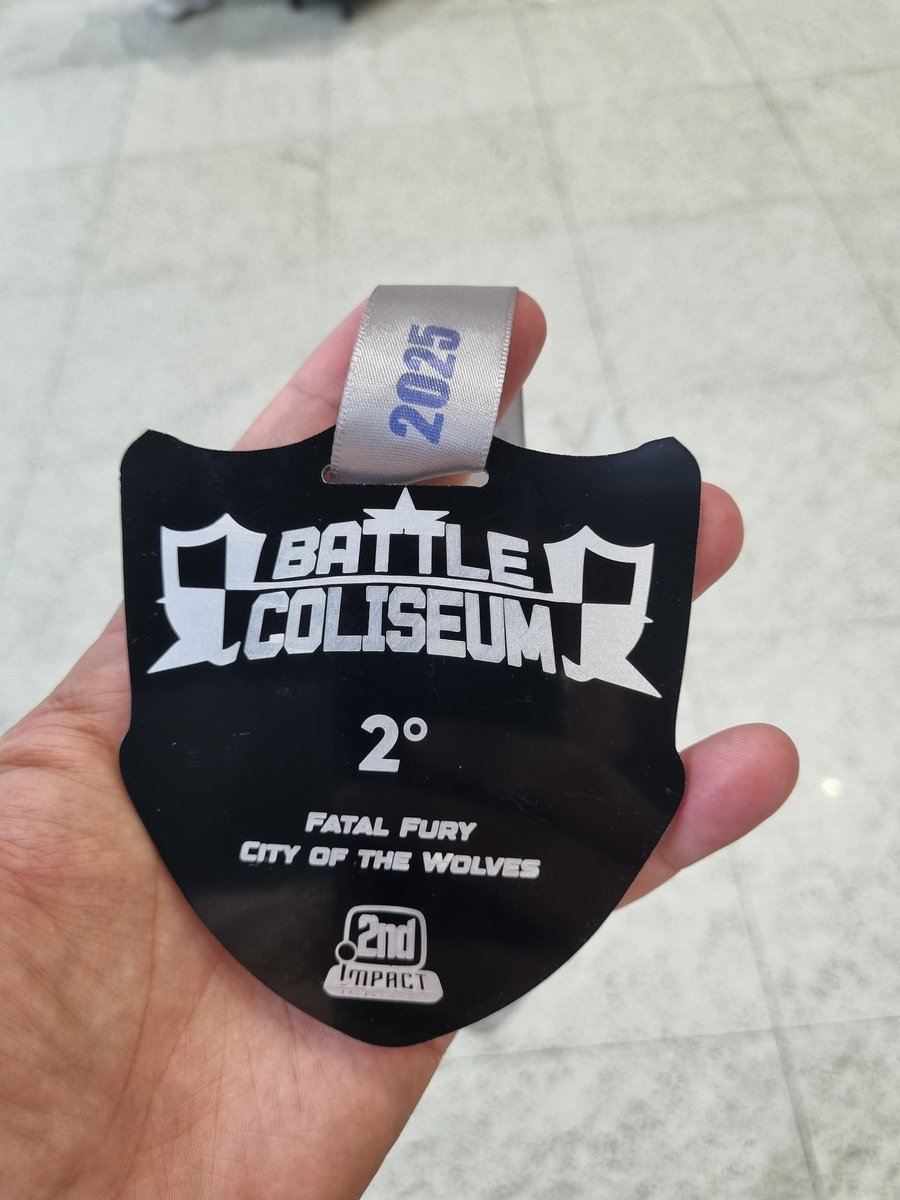 2025
BATTLE
COLISEUM
2°
FATAL FURY
CITY OF THE WOLVES
2nd
IMPACT